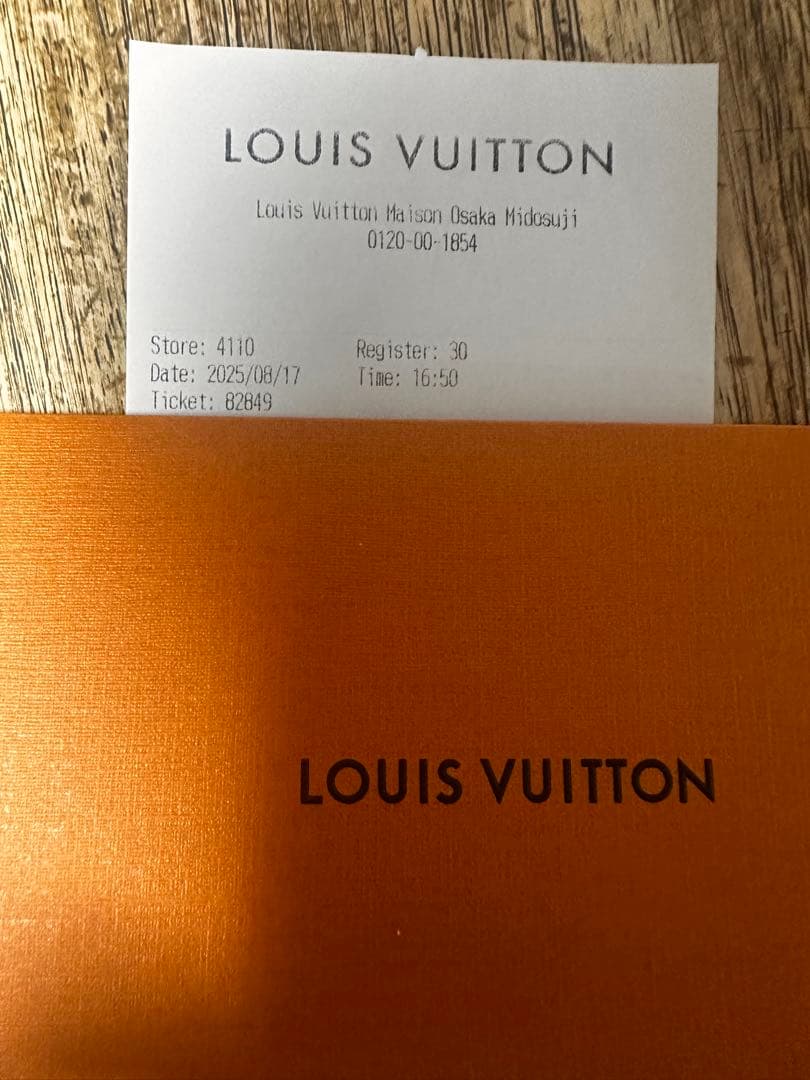 LOUIS VUITTON
Louis Vuitton Maison Osaka Midosuji
0120-00-1854
Store: 4110 Register: 30
Date: 2025/08/17 Time: 16:50
Ticket: 82849
LOUIS VUITTON